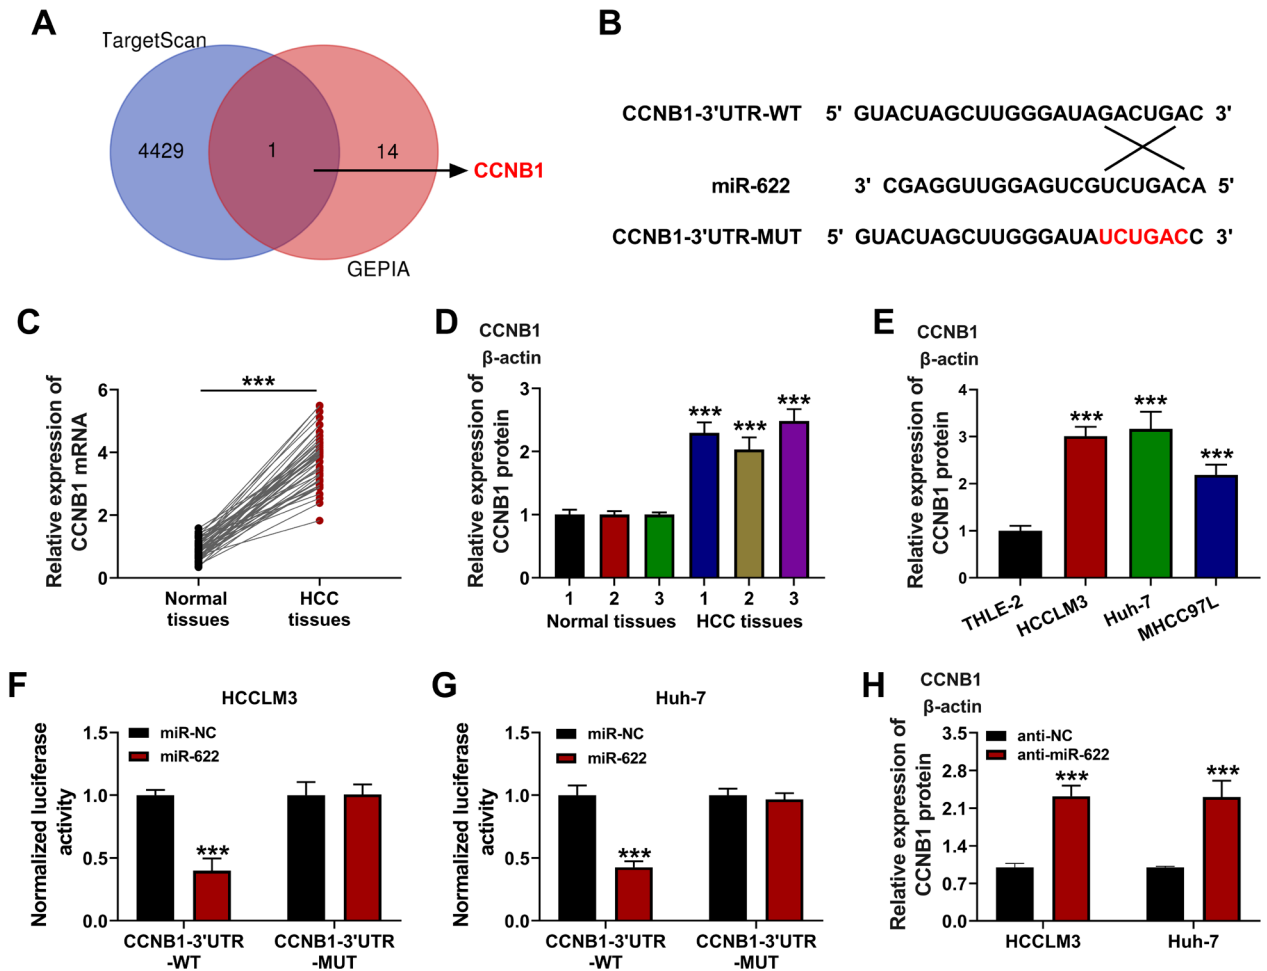 A
TargetScan
4429
1
14
CCNB1
GEPIA
B
CCNB1-3'UTR-WT 5' GUACUAGCUUGGGAUAGACUGAC 3'
miR-622 3' CGAGGUUGGAGUCGUCUGACA 5'
CCNB1-3'UTR-MUT 5' GUACUAGCUUGGGAUAUCUGACC 3'
C
Relative expression of
CCNB1 mRNA
6
4
2
0
***
Normal
tissues
HCC
tissues
D
CCNB1
β-actin
Relative expression of
CCNB1 protein
3
2
1
0
***
***
***
1 2 3 1 2 3
Normal tissues HCC tissues
E
CCNB1
β-actin
Relative expression of
CCNB1 protein
4
3
2
1
0
***
***
***
THLE-2
HCCLM3
Huh-7
MHCC97L
F
HCCLM3
Normalized luciferase
activity
1.5
1.0
0.5
0.0
miR-NC
miR-622
***
CCNB1-3'UTR
-WT
CCNB1-3'UTR
-MUT
G
Huh-7
Normalized luciferase
activity
1.5
1.0
0.5
0.0
miR-NC
miR-622
***
CCNB1-3'UTR
-WT
CCNB1-3'UTR
-MUT
H
CCNB1
β-actin
Relative expression of
CCNB1 protein
3.5
2.8
2.1
1.4
0.7
0.0
anti-NC
anti-miR-622
***
***
HCCLM3
Huh-7